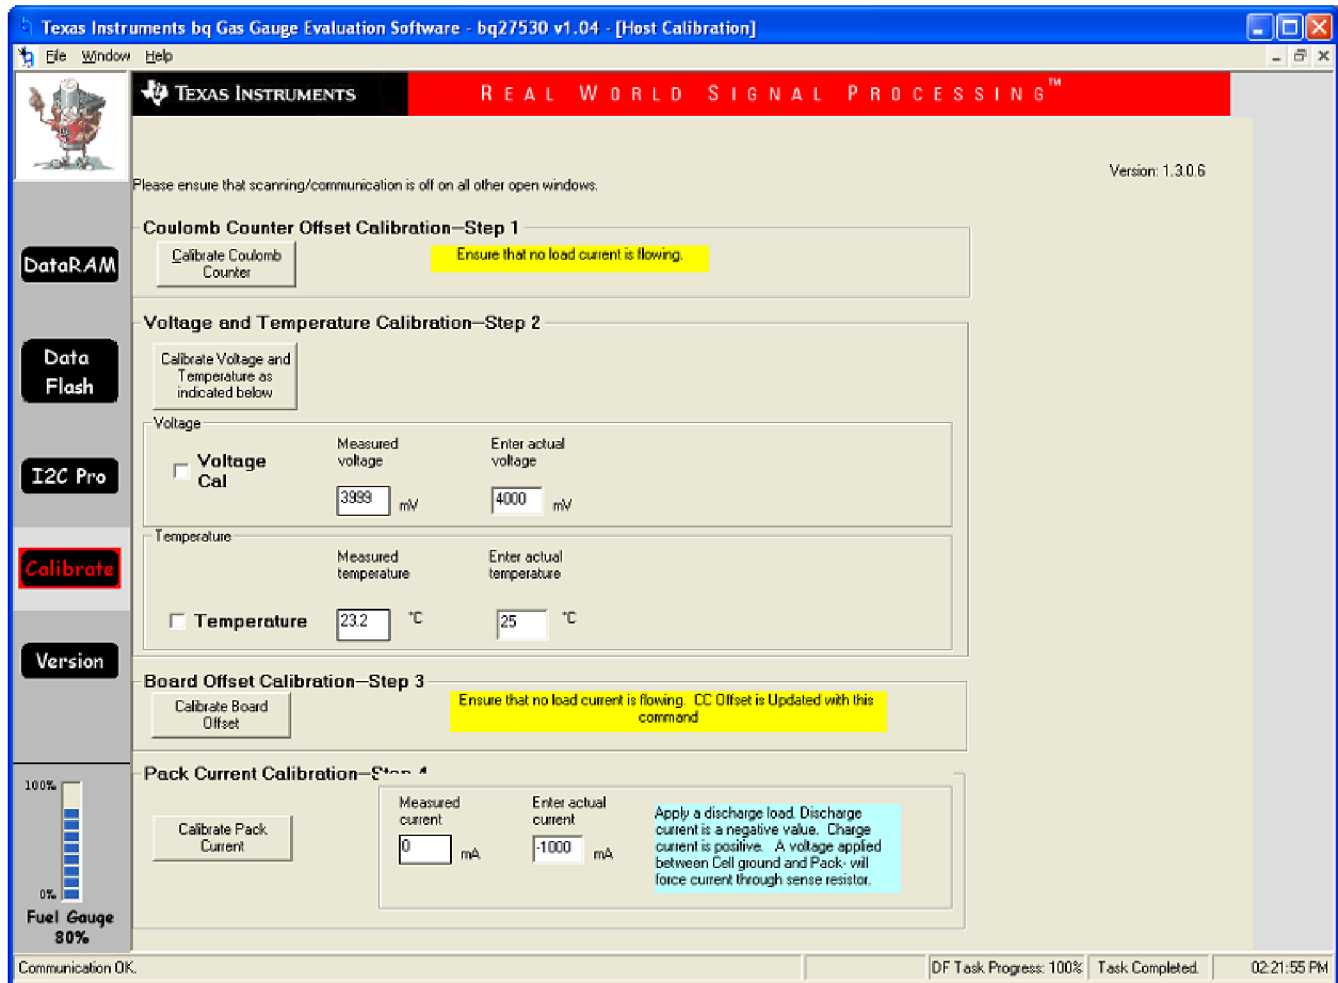 Texas Instruments bq Gas Gauge Evaluation Software - bq27530 v1.04 - [Host Calibration]
File Window Help
TEXAS INSTRUMENTS
REAL WORLD SIGNAL PROCESSING™
Version: 1.3.0.6
Please ensure that scanning/communication is off on all other open windows.
Coulomb Counter Offset Calibration—Step 1
Calibrate Coulomb
Counter
Ensure that no load current is flowing.
Voltage and Temperature Calibration—Step 2
Calibrate Voltage and
Temperature as
indicated below
Voltage
Voltage
Cal
Measured
voltage
3999 mV
Enter actual
voltage
4000 mV
Temperature
Measured
temperature
Enter actual
temperature
Temperature
23.2 °C
25 °C
Board Offset Calibration—Step 3
Calibrate Board
Offset
Ensure that no load current is flowing. CC Offset is Updated with this
command
Pack Current Calibration—Step 4
Calibrate Pack
Current
Measured
current
0 mA
Enter actual
current
-1000 mA
Apply a discharge load. Discharge
current is a negative value. Charge
current is positive. A voltage applied
between Cell ground and Pack- will
force current through sense resistor.
DataRAM
Data
Flash
I2C Pro
Calibrate
Version
100%
0%
Fuel Gauge
80%
Communication OK.
DF Task Progress: 100%
Task Completed.
02:21:55 PM